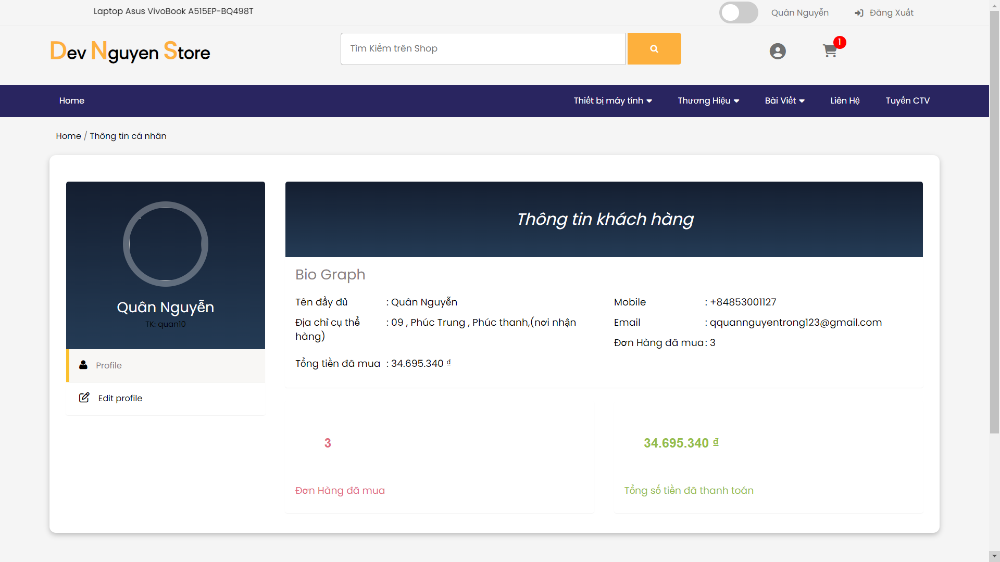 Laptop Asus VivoBook A515EP-BQ498T
Quân Nguyễn
Đăng Xuất
Dev Nguyen Store
Tìm Kiếm trên Shop
1
Home
Thiết bị máy tính
Thương Hiệu
Bài Viết
Liên Hệ
Tuyển CTV
Home / Thông tin cá nhân
Quân Nguyễn
TK: quan10
Profile
Edit profile
Thông tin khách hàng
Bio Graph
Tên đầy đủ : Quân Nguyễn
Mobile : +84853001127
Địa chỉ cụ thể : 09 , Phúc Trung , Phúc thanh,(nơi nhận
hàng)
Email : qquannguyentrong123@gmail.com
Đơn Hàng đã mua : 3
Tổng tiền đã mua : 34.695.340 ₫
3
Đơn Hàng đã mua
34.695.340 ₫
Tổng số tiền đã thanh toán